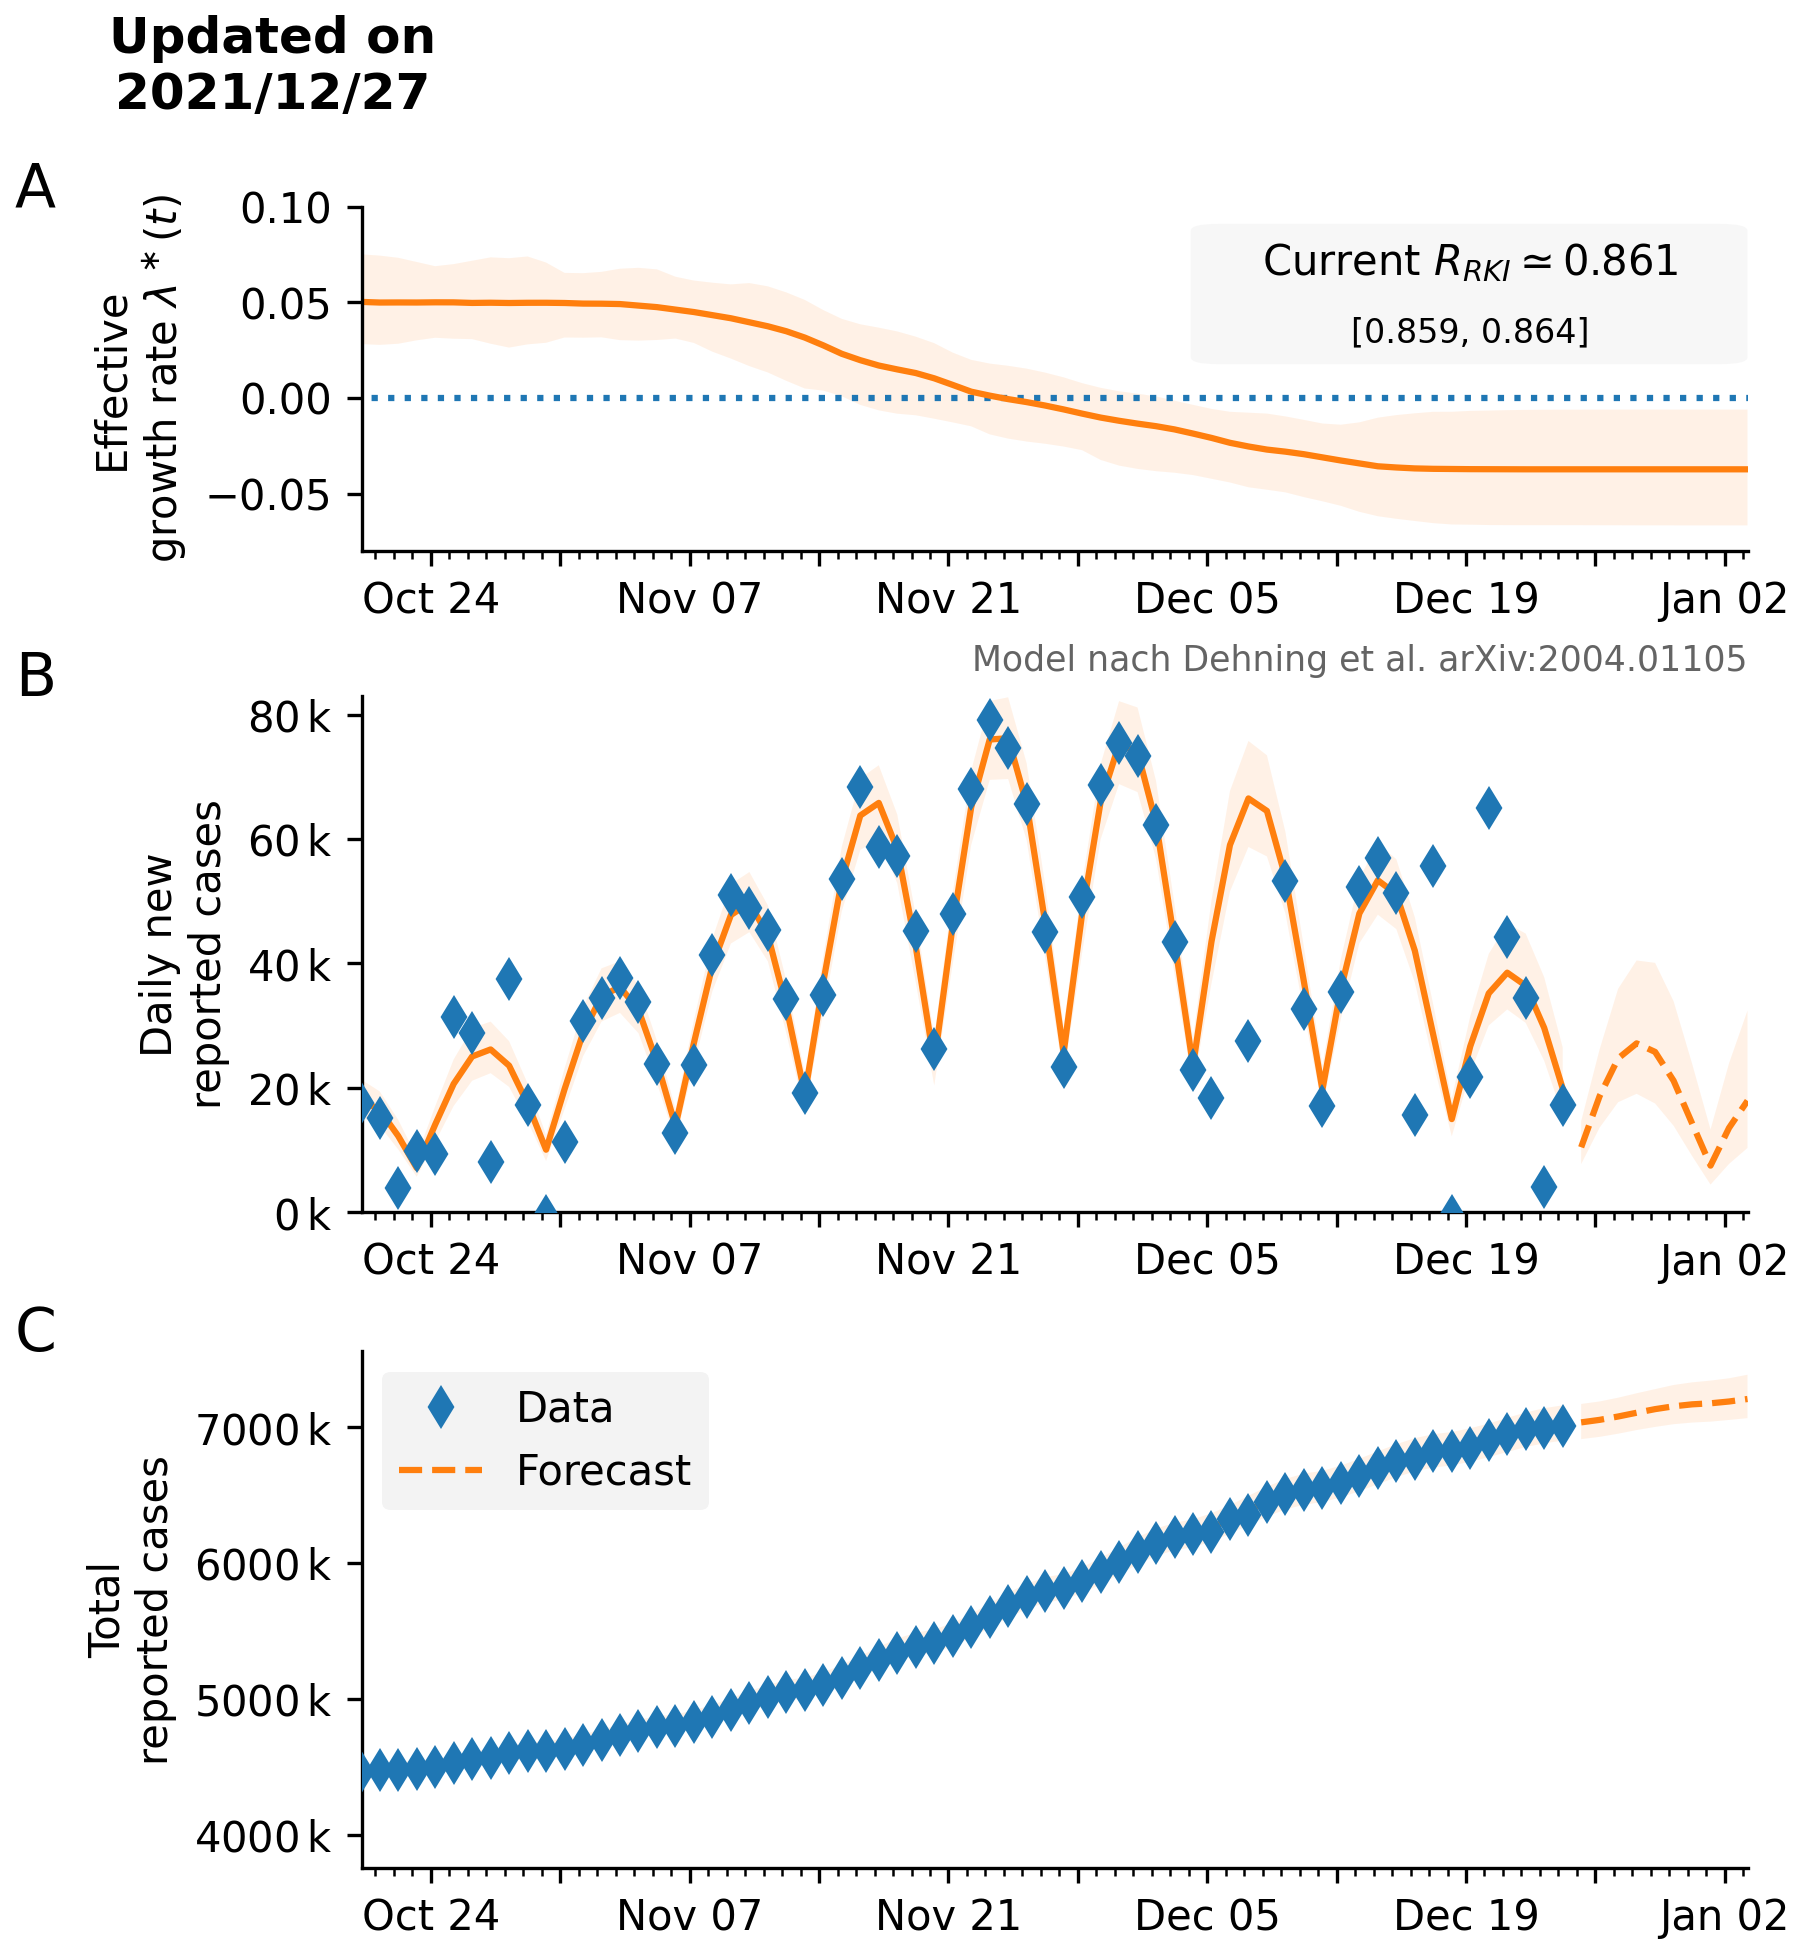 Updated on
2021/12/27
A
Effective
growth rate λ * (t)
0.10
0.05
0.00
−0.05
Current R_RKI ≃ 0.861
[0.859, 0.864]
Oct 24 Nov 07 Nov 21 Dec 05 Dec 19 Jan 02
Model nach Dehning et al. arXiv:2004.01105
B
Daily new
reported cases
80 k
60 k
40 k
20 k
0 k
Oct 24 Nov 07 Nov 21 Dec 05 Dec 19 Jan 02
C
Total
reported cases
7000 k
6000 k
5000 k
4000 k
Data
Forecast
Oct 24 Nov 07 Nov 21 Dec 05 Dec 19 Jan 02